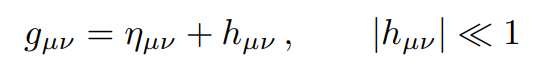 g_{μν} = η_{μν} + h_{μν} ,  |h_{μν}| ≪ 1